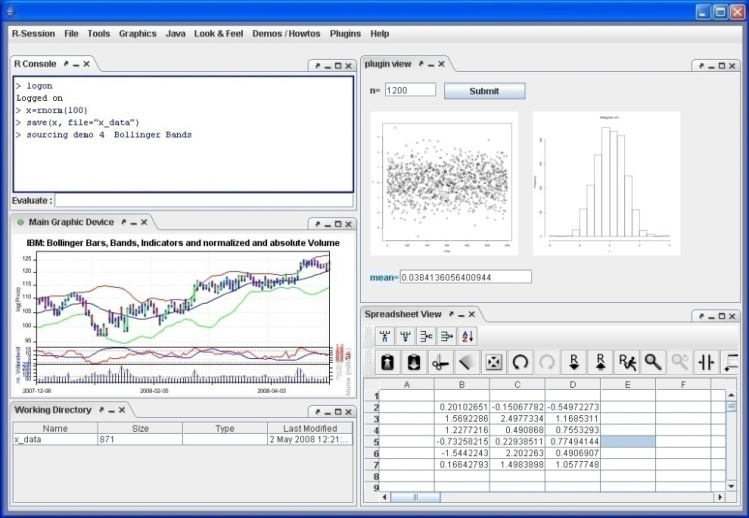 R-Session File Tools Graphics Java Look & Feel Demos / Howtos Plugins Help
R Console
> logon
Logged on
> x=rnorm(100)
> save(x, file="x_data")
> sourcing demo 4 Bollinger Bands
Evaluate :
Main Graphic Device
IBM: Bollinger Bars, Bands, Indicators and normalized and absolute Volume
log(Price)
125
120
115
110
105
100
95
2007-12-06 2008-02-05 2008-04-03
Working Directory
Name Size Type Last Modified
x_data 871 2 May 2008 12:21:...
plugin view
n= 1200 Submit
mean= 0.0384136056400944
Spreadsheet View
A B C D E F
1
2 0.20102651 -0.15067782 -0.54972273
3 1.5692286 2.4977334 1.1685311
4 1.2277216 0.490868 0.7553293
5 -0.73258215 0.22938511 0.77494144
6 -1.5442243 2.202263 0.4906907
7 0.16642793 1.4983898 1.0577748
8
9